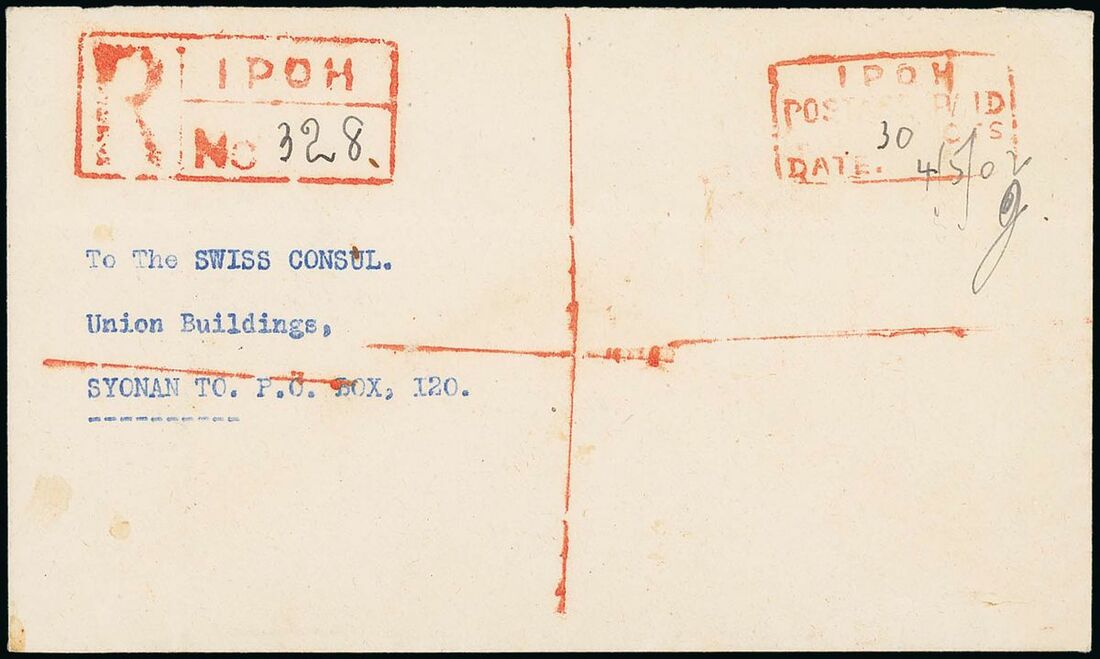 R
IPOH
No 328.
IPOH
POSTAGE PAID
30 CTS
DATE. 4/5/02
To The SWISS CONSUL.
Union Buildings,
SYONAN TO. P.O. BOX, 120.
-----------